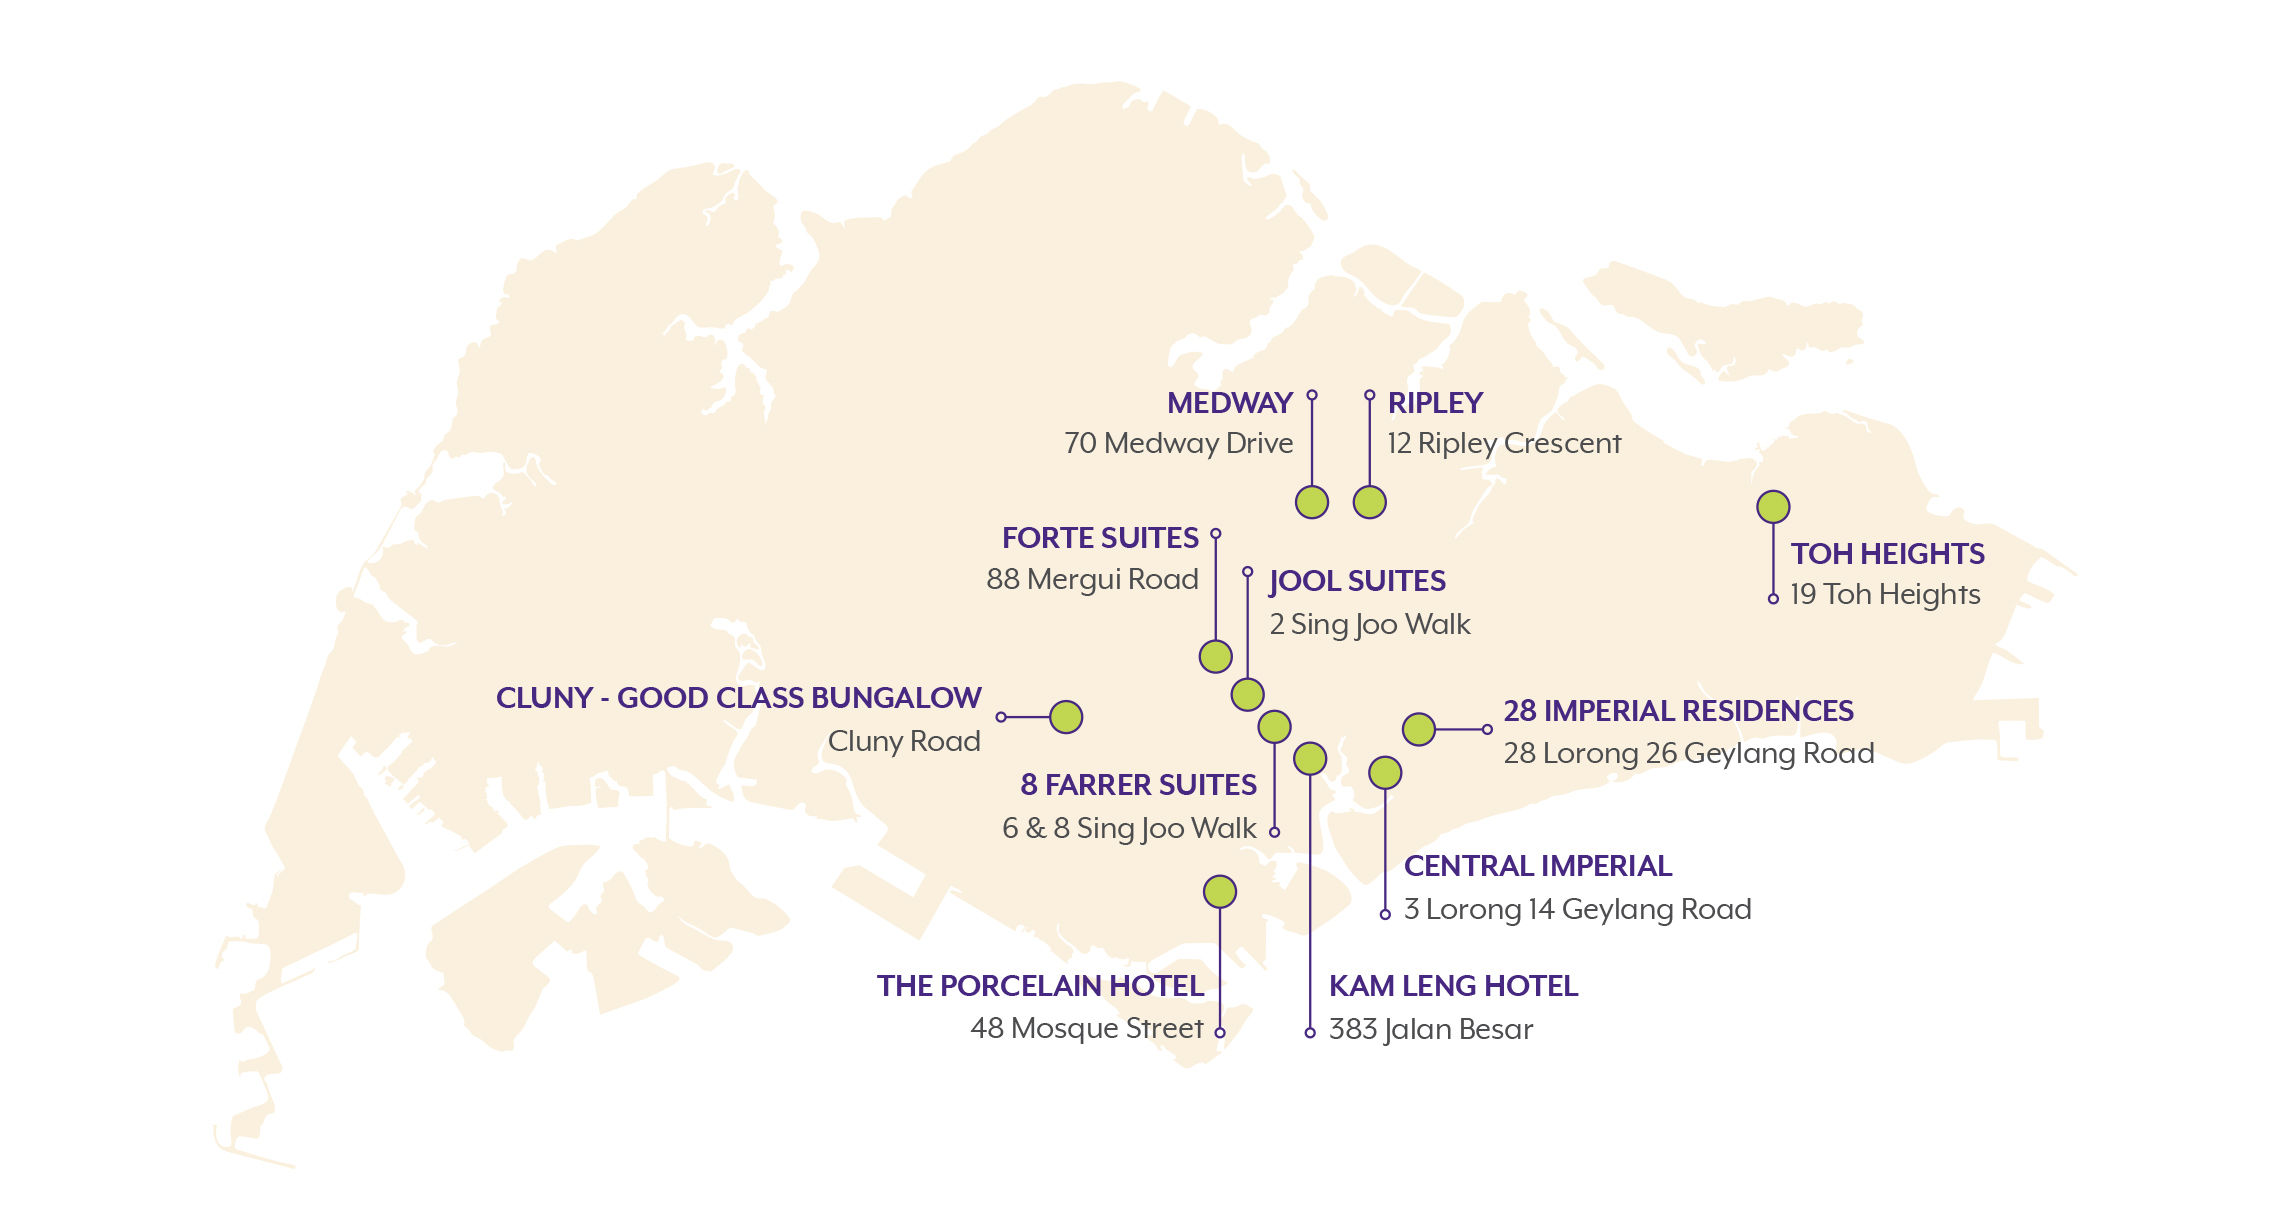 MEDWAY
70 Medway Drive
RIPLEY
12 Ripley Crescent
FORTE SUITES
88 Mergui Road
JOOL SUITES
2 Sing Joo Walk
TOH HEIGHTS
19 Toh Heights
CLUNY - GOOD CLASS BUNGALOW
Cluny Road
28 IMPERIAL RESIDENCES
28 Lorong 26 Geylang Road
8 FARRER SUITES
6 & 8 Sing Joo Walk
CENTRAL IMPERIAL
3 Lorong 14 Geylang Road
THE PORCELAIN HOTEL
48 Mosque Street
KAM LENG HOTEL
383 Jalan Besar